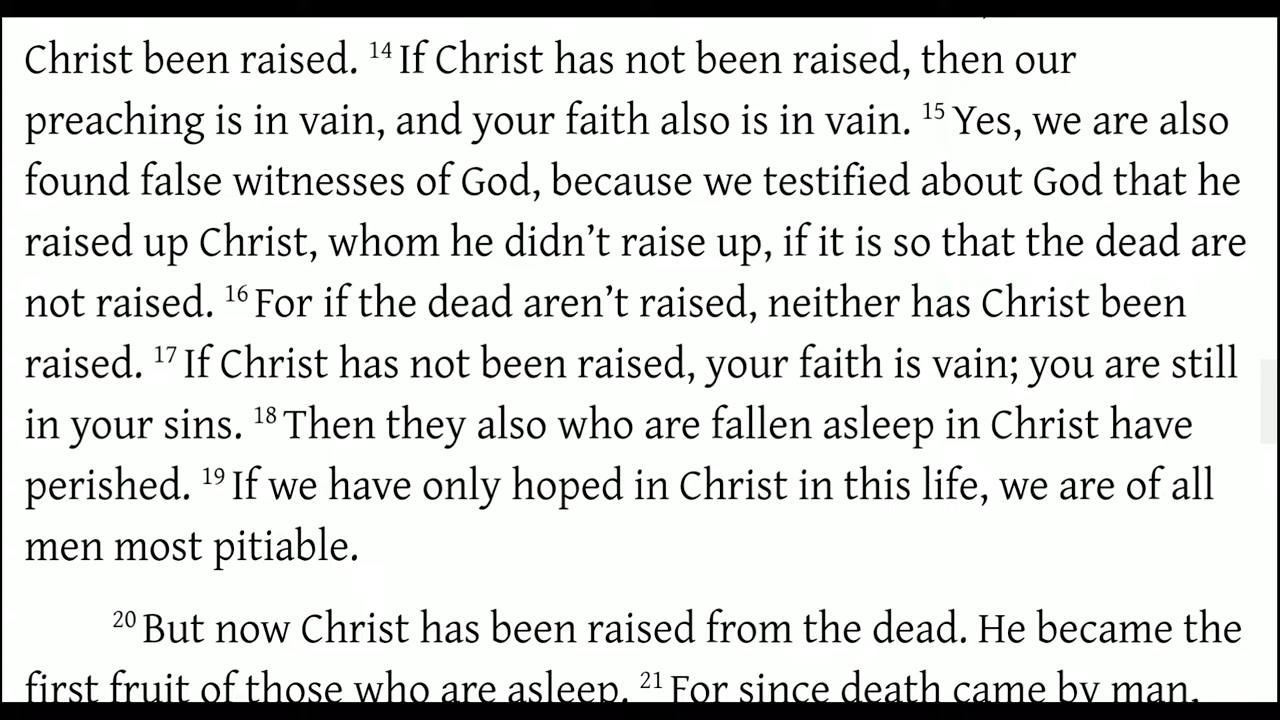 Christ been raised. 14 If Christ has not been raised, then our
preaching is in vain, and your faith also is in vain. 15 Yes, we are also
found false witnesses of God, because we testified about God that he
raised up Christ, whom he didn’t raise up, if it is so that the dead are
not raised. 16 For if the dead aren’t raised, neither has Christ been
raised. 17 If Christ has not been raised, your faith is vain; you are still
in your sins. 18 Then they also who are fallen asleep in Christ have
perished. 19 If we have only hoped in Christ in this life, we are of all
men most pitiable.
20 But now Christ has been raised from the dead. He became the
first fruit of those who are asleep. 21 For since death came by man,